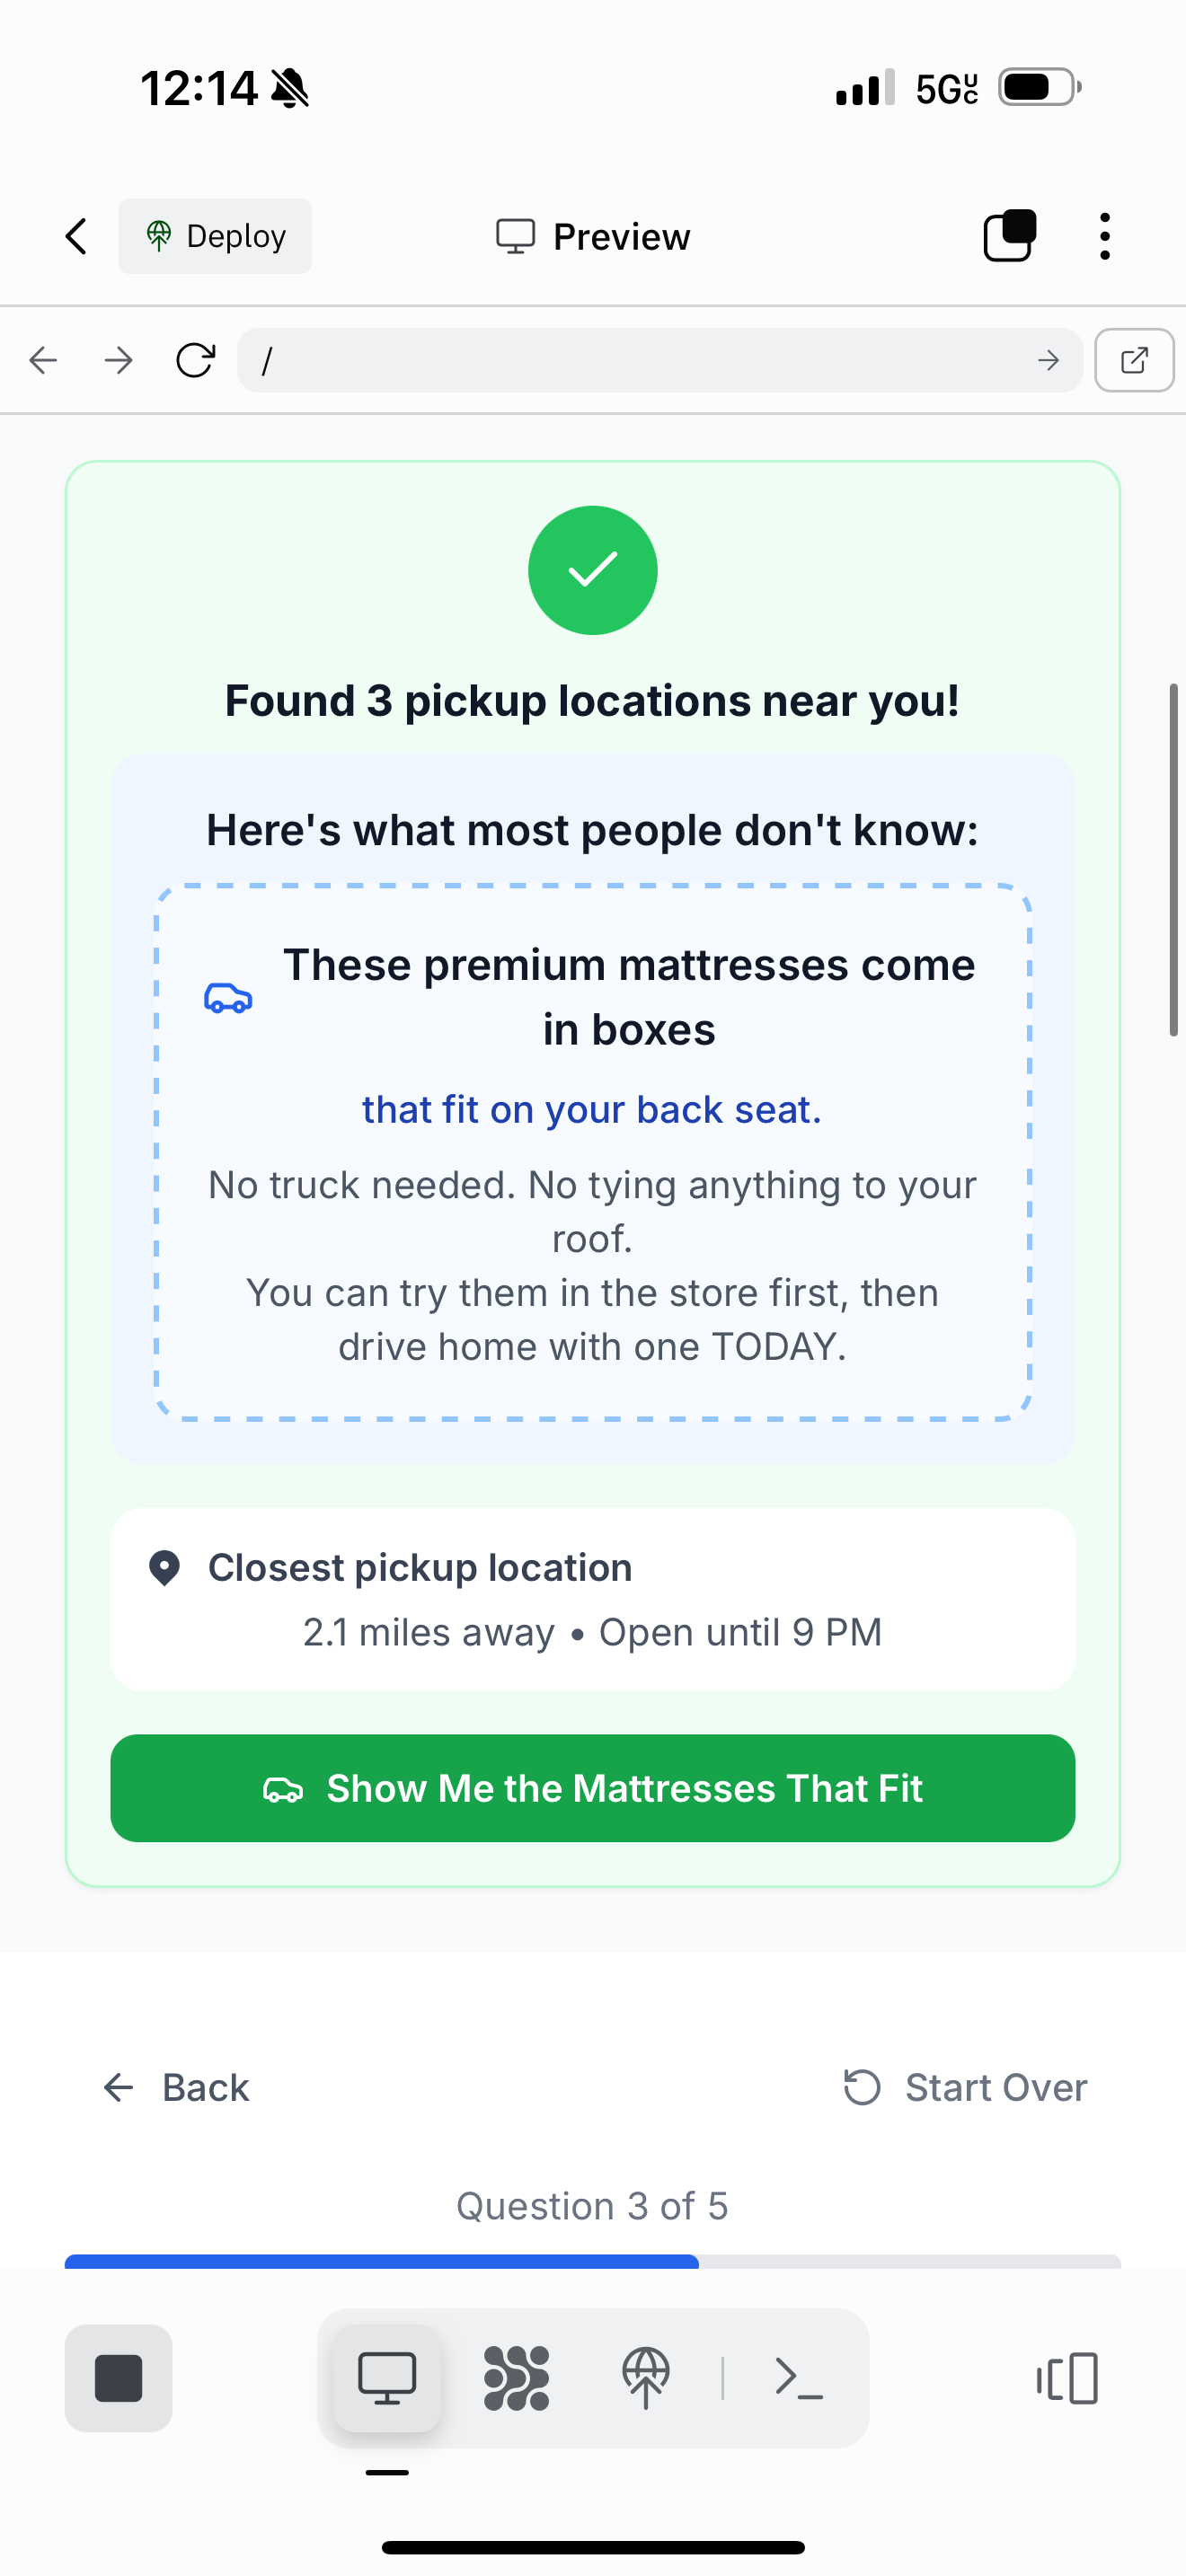 12:14
5G UC
Deploy
Preview
/
Found 3 pickup locations near you!
Here's what most people don't know:
These premium mattresses come
in boxes
that fit on your back seat.
No truck needed. No tying anything to your
roof.
You can try them in the store first, then
drive home with one TODAY.
Closest pickup location
2.1 miles away • Open until 9 PM
Show Me the Mattresses That Fit
Back
Start Over
Question 3 of 5